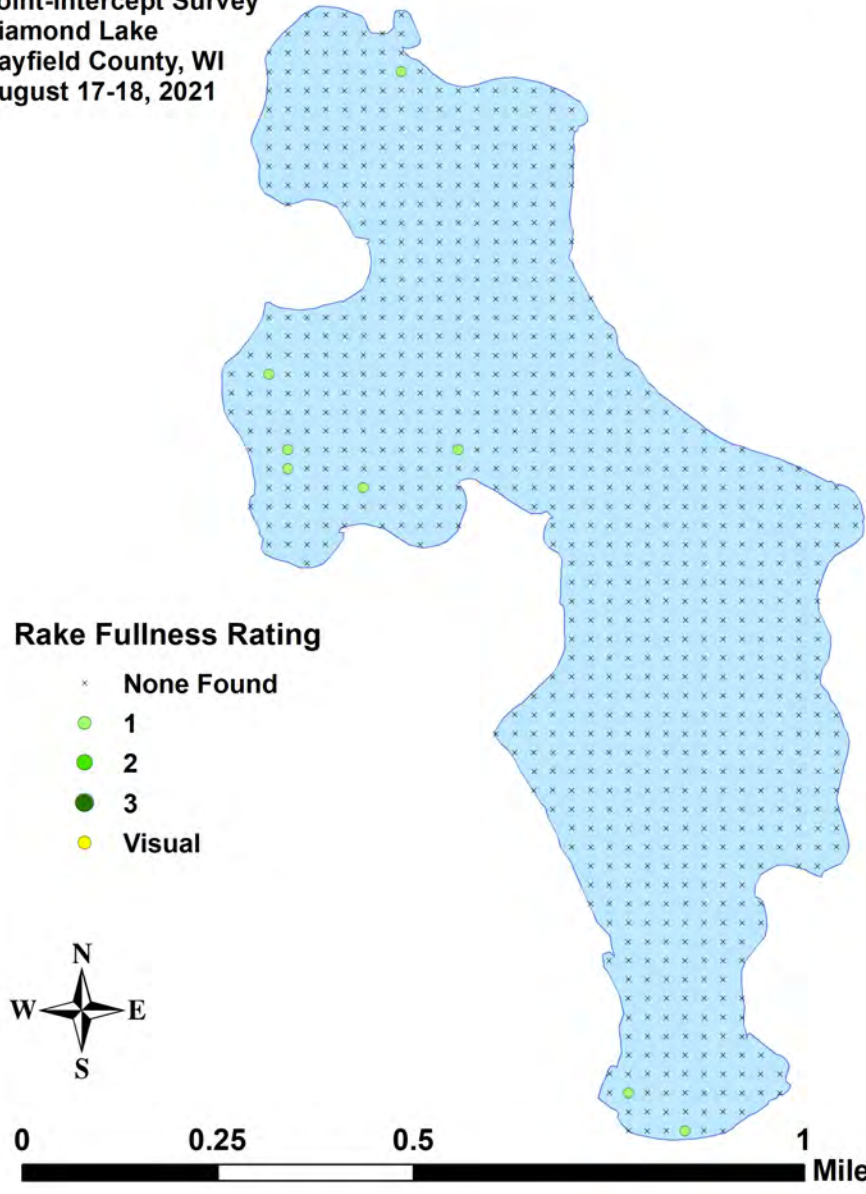 oint-Intercept Survey
iamond Lake
ayfield County, WI
ugust 17-18, 2021
Rake Fullness Rating
None Found
1
2
3
Visual
N
W E
S
0 0.25 0.5 1
Mile